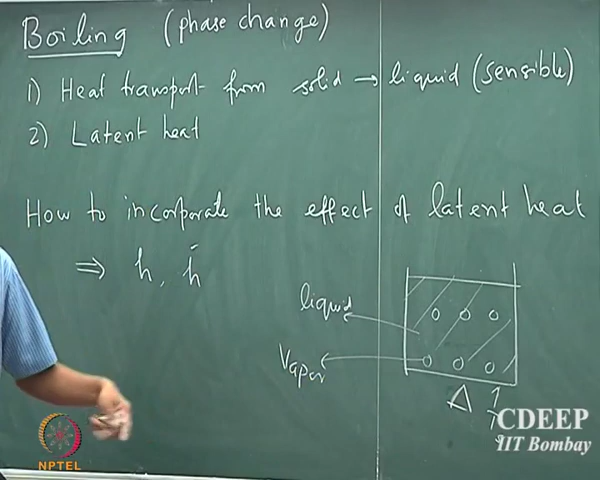 Boiling (phase change)
1) Heat transport from solid → liquid (sensible)
2) Latent heat
How to incorporate the effect of latent heat
⇒ h, h̄
liquid
Vapor
Δ
CDEEP
IIT Bombay
NPTEL